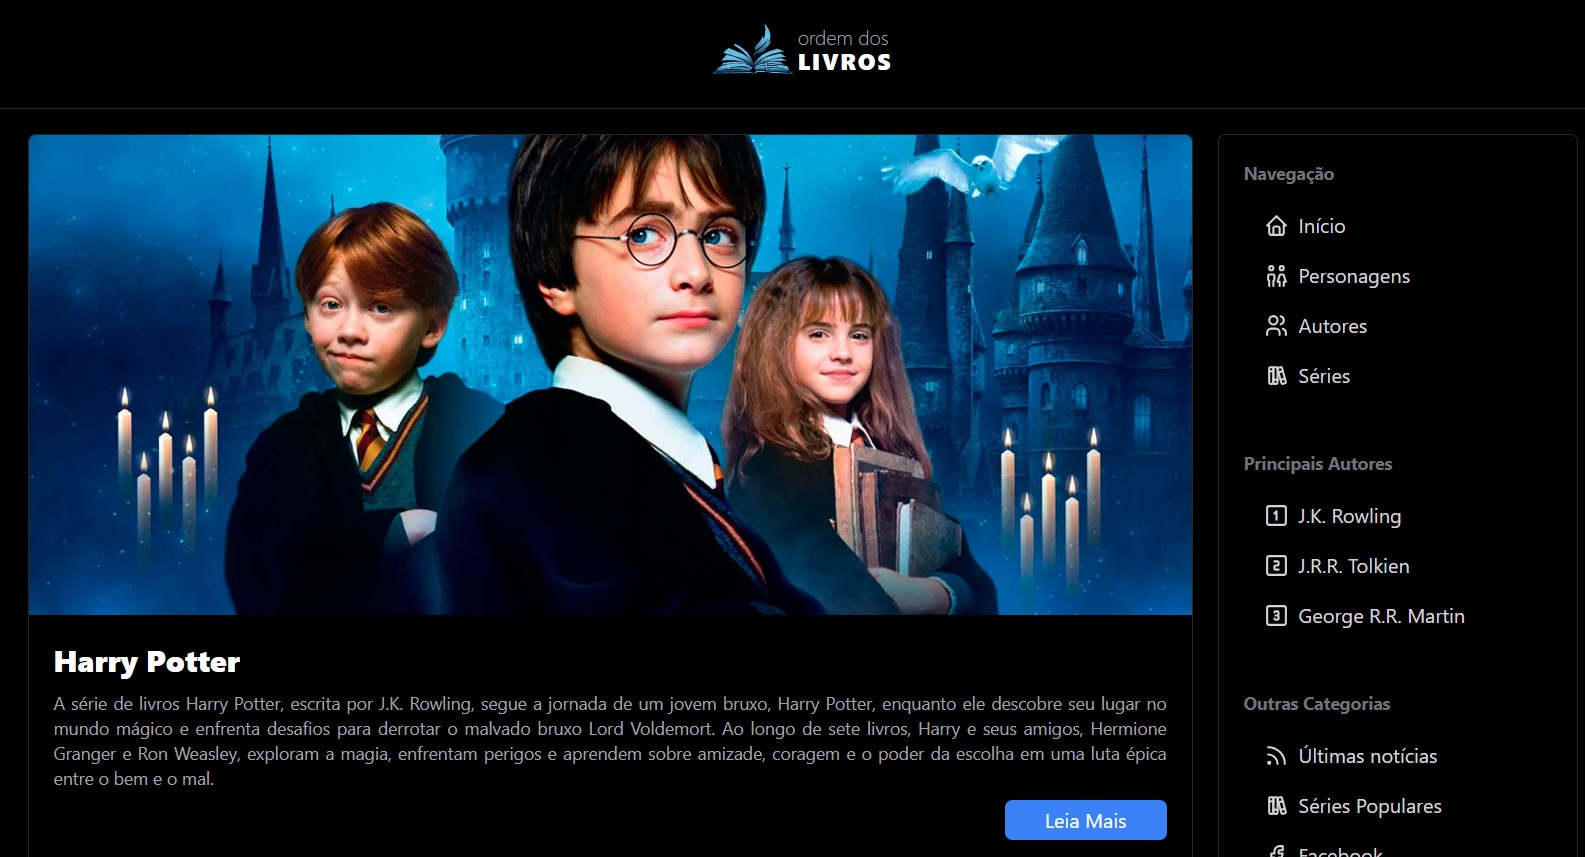 ordem dos
LIVROS
Harry Potter
A série de livros Harry Potter, escrita por J.K. Rowling, segue a jornada de um jovem bruxo, Harry Potter, enquanto ele descobre seu lugar no
mundo mágico e enfrenta desafios para derrotar o malvado bruxo Lord Voldemort. Ao longo de sete livros, Harry e seus amigos, Hermione
Granger e Ron Weasley, exploram a magia, enfrentam perigos e aprendem sobre amizade, coragem e o poder da escolha em uma luta épica
entre o bem e o mal.
Leia Mais
Navegação
Início
Personagens
Autores
Séries
Principais Autores
1 J.K. Rowling
2 J.R.R. Tolkien
3 George R.R. Martin
Outras Categorias
Últimas notícias
Séries Populares
Facebook